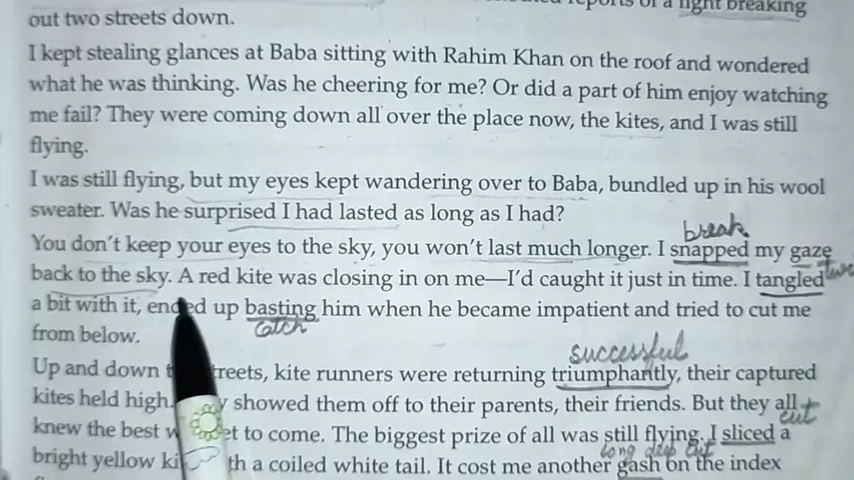 fight breaking
out two streets down.
I kept stealing glances at Baba sitting with Rahim Khan on the roof and wondered
what he was thinking. Was he cheering for me? Or did a part of him enjoy watching
me fail? They were coming down all over the place now, the kites, and I was still
flying.
I was still flying, but my eyes kept wandering over to Baba, bundled up in his wool
sweater. Was he surprised I had lasted as long as I had?
break
You don't keep your eyes to the sky, you won't last much longer. I snapped my gaze
back to the sky. A red kite was closing in on me—I'd caught it just in time. I tangled
a bit with it, ended up basting him when he became impatient and tried to cut me
catch
from below.
successful
Up and down streets, kite runners were returning triumphantly, their captured
kites held high. showed them off to their parents, their friends. But they all
cut
knew the best to come. The biggest prize of all was still flying. I sliced a
long deep cut
bright yellow a coiled white tail. It cost me another gash on the index